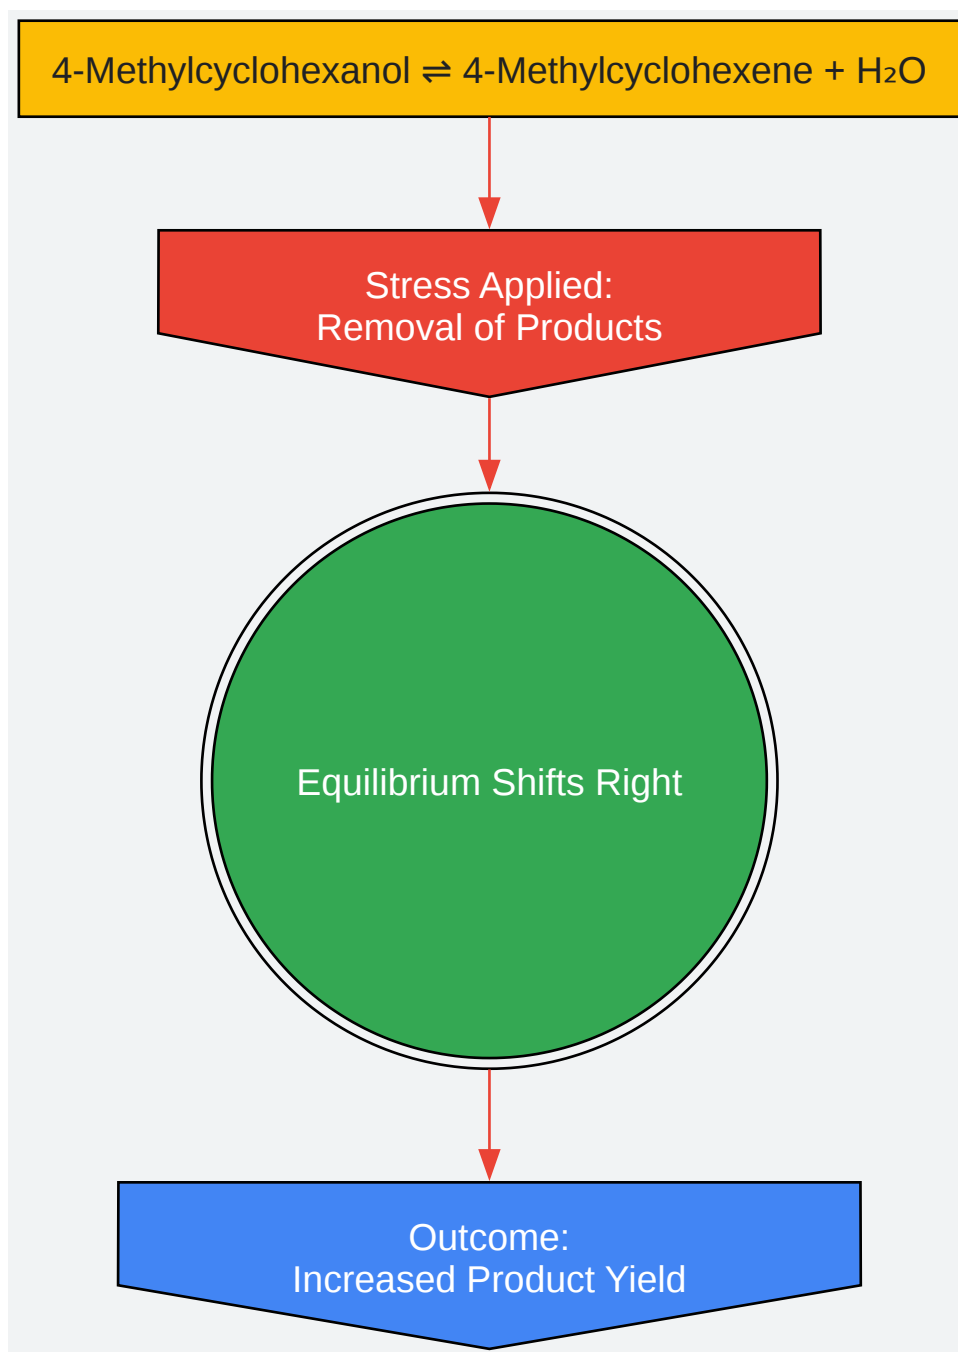 4-Methylcyclohexanol ⇌ 4-Methylcyclohexene + H₂O
Stress Applied:
Removal of Products
Equilibrium Shifts Right
Outcome:
Increased Product Yield